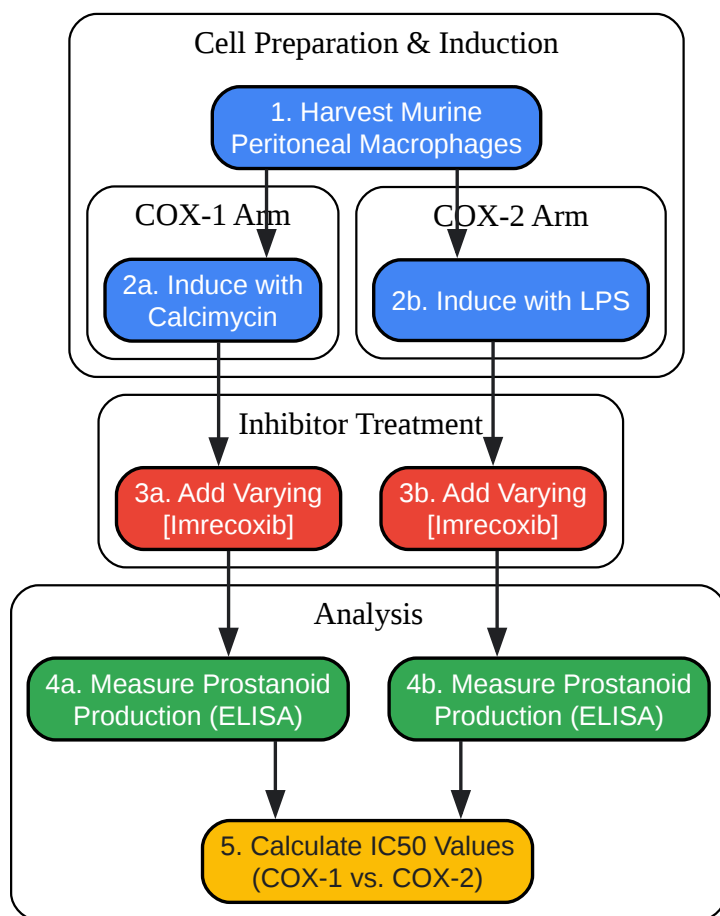 Cell Preparation & Induction
1. Harvest Murine
Peritoneal Macrophages
COX-1 Arm
COX-2 Arm
2a. Induce with
Calcimycin
2b. Induce with LPS
Inhibitor Treatment
3a. Add Varying
[Imrecoxib]
3b. Add Varying
[Imrecoxib]
Analysis
4a. Measure Prostanoid
Production (ELISA)
4b. Measure Prostanoid
Production (ELISA)
5. Calculate IC50 Values
(COX-1 vs. COX-2)